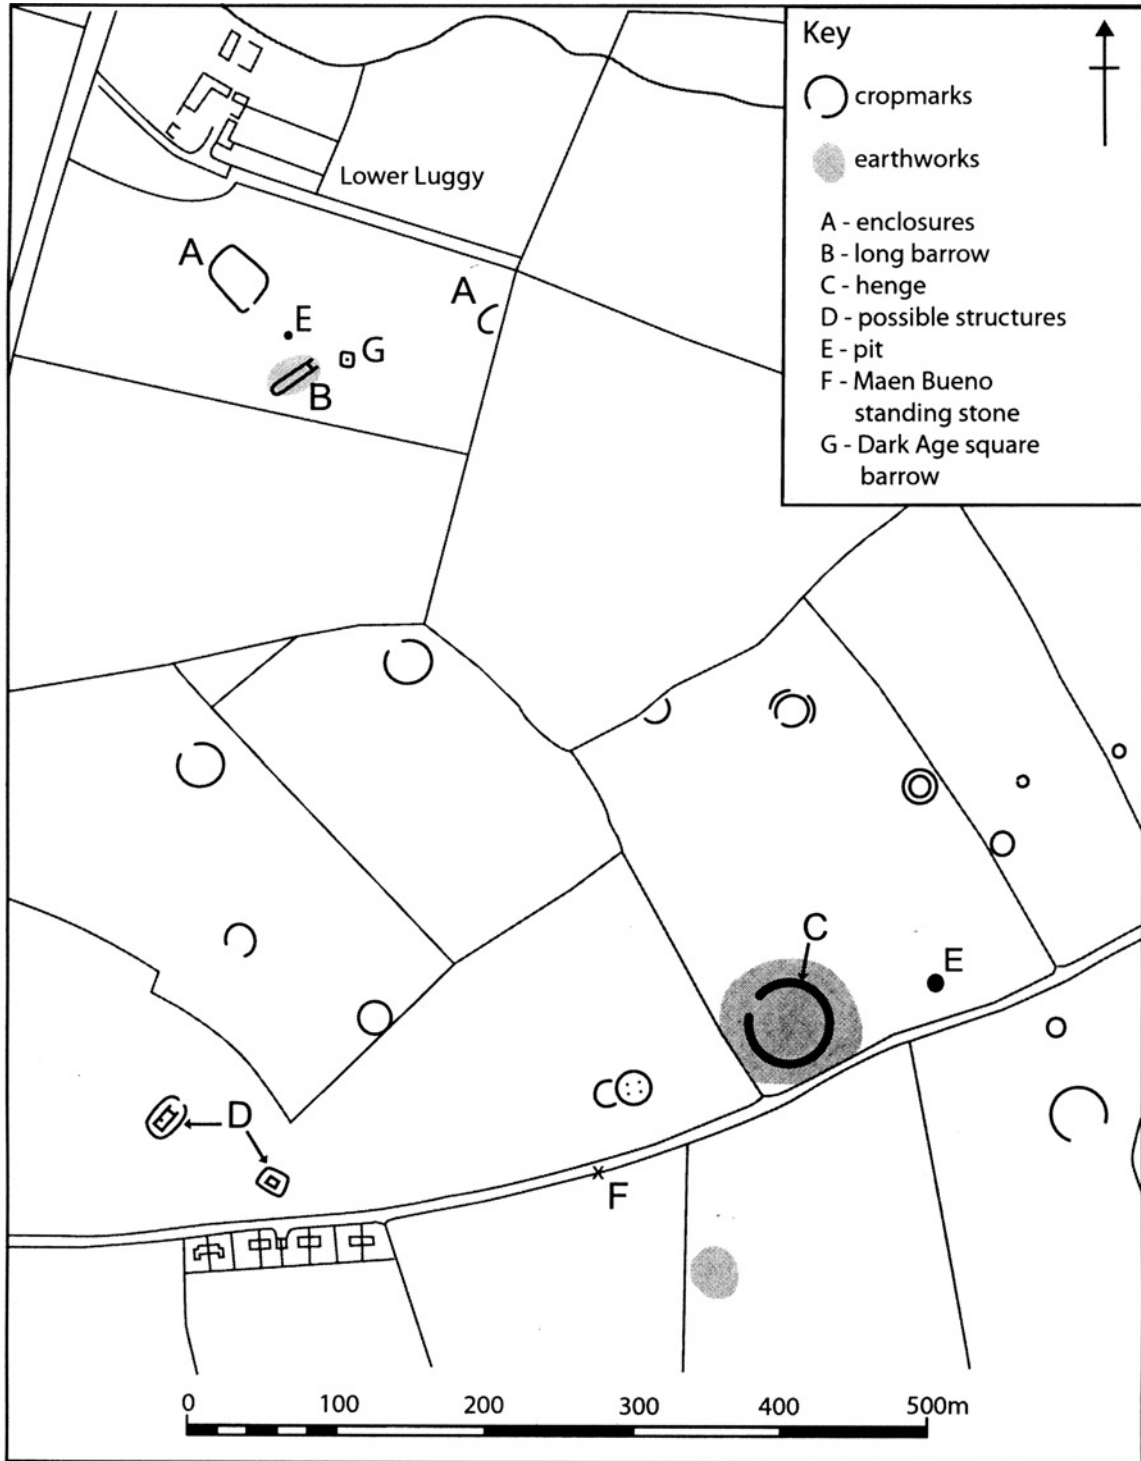 Key
cropmarks
earthworks
A - enclosures
B - long barrow
C - henge
D - possible structures
E - pit
F - Maen Bueno
standing stone
G - Dark Age square
barrow
Lower Luggy
A
A
E
G
B
C
E
C
D
F
0 100 200 300 400 500m